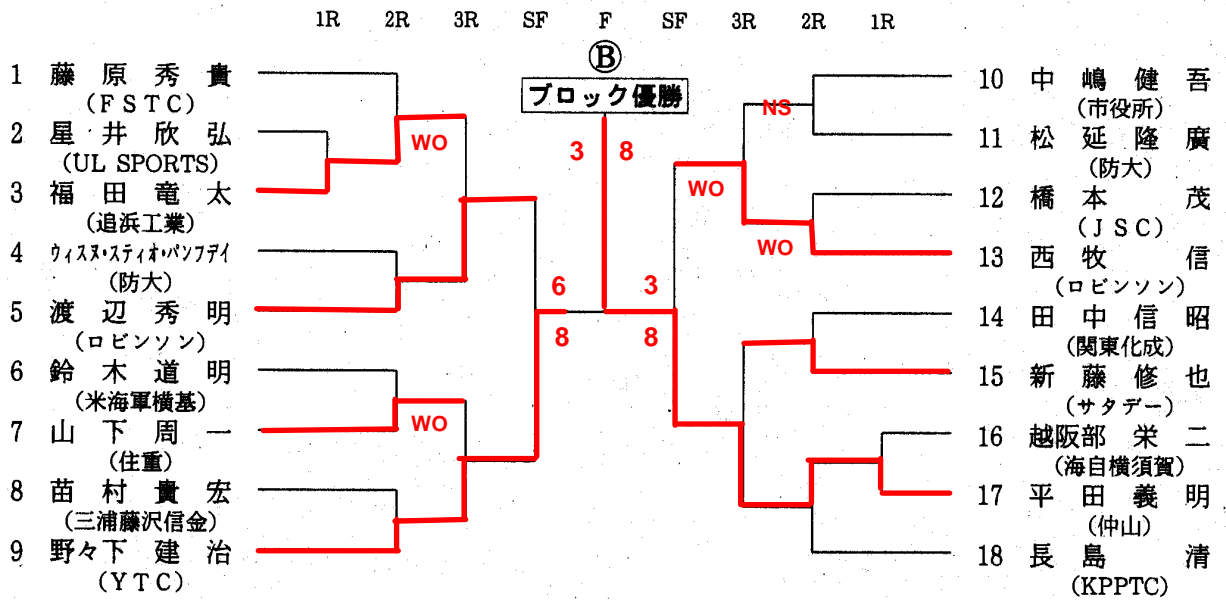 1R 2R 3R SF F SF 3R 2R 1R
Ⓑ
ブロック優勝
1 藤原秀貴
(FSTC)
2 星井欣弘
(UL SPORTS)
3 福田竜太
(追浜工業)
4 ウィスヌ・スティオ・パンフデイ
(防大)
5 渡辺秀明
(ロビンソン)
6 鈴木道明
(米海軍横基)
7 山下周一
(住重)
8 苗村貴宏
(三浦藤沢信金)
9 野々下建治
(YTC)
WO
WO
6
8
3 8
3
8
NS
WO
WO
10 中嶋健吾
(市役所)
11 松延隆廣
(防大)
12 橋本茂
(JSC)
13 西牧信
(ロビンソン)
14 田中信昭
(関東化成)
15 新藤修也
(サタデー)
16 越阪部栄二
(海自横須賀)
17 平田義明
(仲山)
18 長島清
(KPPTC)